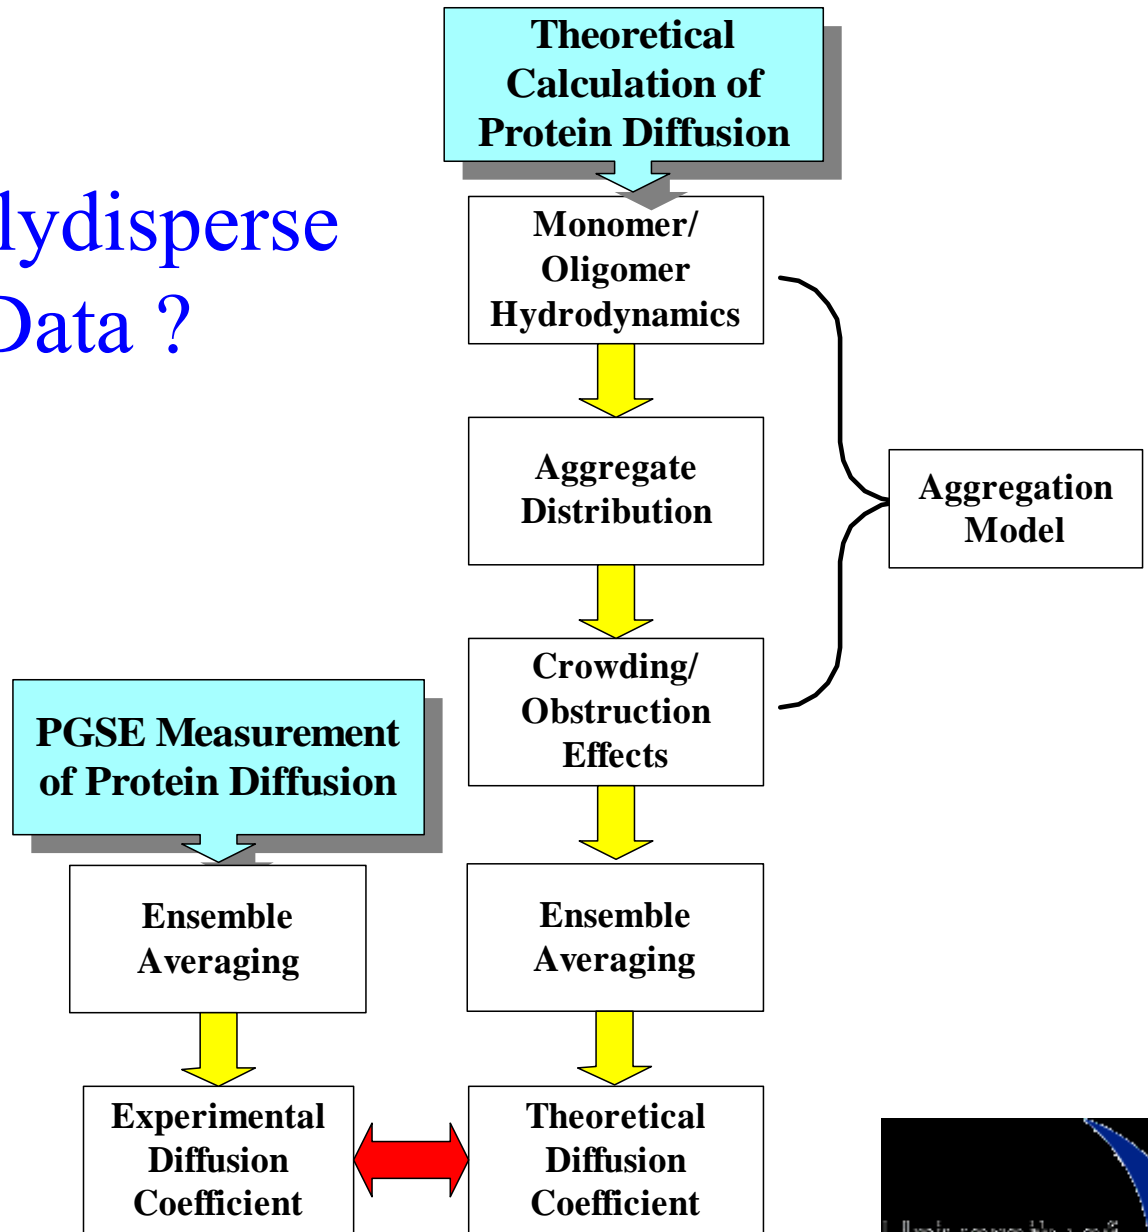 lydisperse
Data ?
Theoretical
Calculation of
Protein Diffusion
Monomer/
Oligomer
Hydrodynamics
Aggregate
Distribution
Aggregation
Model
Crowding/
Obstruction
Effects
PGSE Measurement
of Protein Diffusion
Ensemble
Averaging
Ensemble
Averaging
Experimental
Diffusion
Coefficient
Theoretical
Diffusion
Coefficient